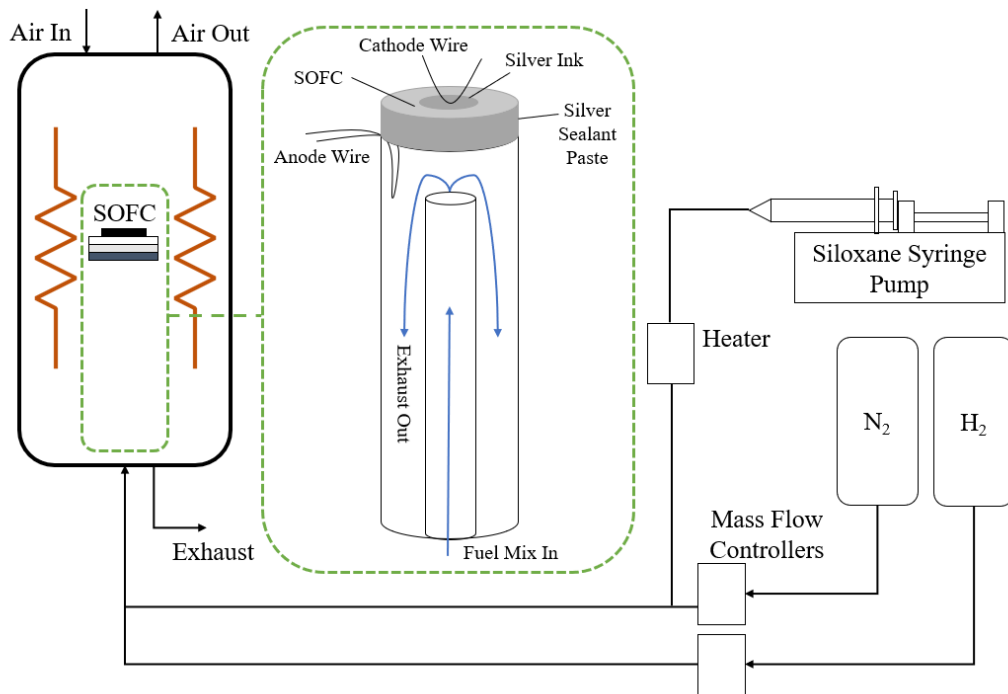 Air In
Air Out
Cathode Wire
Silver Ink
SOFC
Silver
Sealant
Paste
Anode Wire
SOFC
Siloxane Syringe
Pump
Heater
Exhaust Out
N2
H2
Mass Flow
Controllers
Exhaust
Fuel Mix In